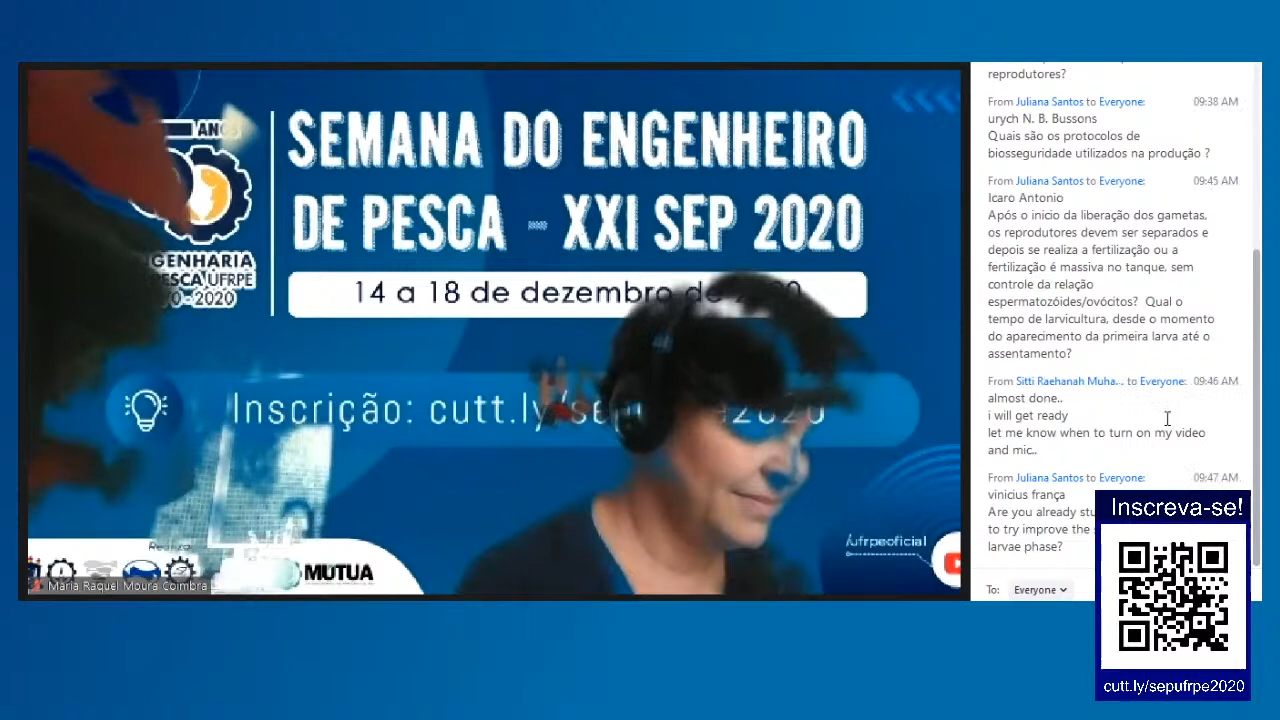 ANOS
GENHARIA
PESCA UFRPE
- 2020
SEMANA DO ENGENHEIRO
DE PESCA - XXI SEP 2020
14 a 18 de dezembro de 2020
Inscrição: cutt.ly/sep
2020
/ufrpeoficial
MUTUA
Maria Raquel Moura Coimbra
reprodutores?
From Juliana Santos to Everyone: 09:38 AM
urych N. B. Bussons
Quais são os protocolos de
biosseguridade utilizados na produção ?
From Juliana Santos to Everyone: 09:45 AM
Icaro Antonio
Após o inicio da liberação dos gametas,
os reprodutores devem ser separados e
depois se realiza a fertilização ou a
fertilização é massiva no tanque, sem
controle da relação
espermatozóides/ovócitos? Qual o
tempo de larvicultura, desde o momento
do aparecimento da primeira larva até o
assentamento?
From Sitti Raehanah Muha... to Everyone: 09:46 AM
almost done..
i will get ready
let me know when to turn on my video
and mic..
From Juliana Santos to Everyone: 09:47 AM
vinicius frança
Are you already stu
to try improve the
larvae phase?
To: Everyone
Inscreva-se!
cutt.ly/sepufrpe2020